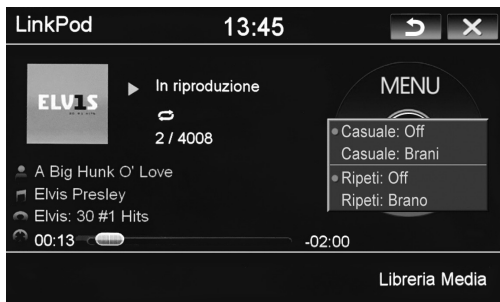 LinkPod
13:45
ELV1S
In riproduzione
2 / 4008
MENU
Casuale: Off
Casuale: Brani
Ripeti: Off
Ripeti: Brano
A Big Hunk O' Love
Elvis Presley
Elvis: 30 #1 Hits
00:13
-02:00
Libreria Media